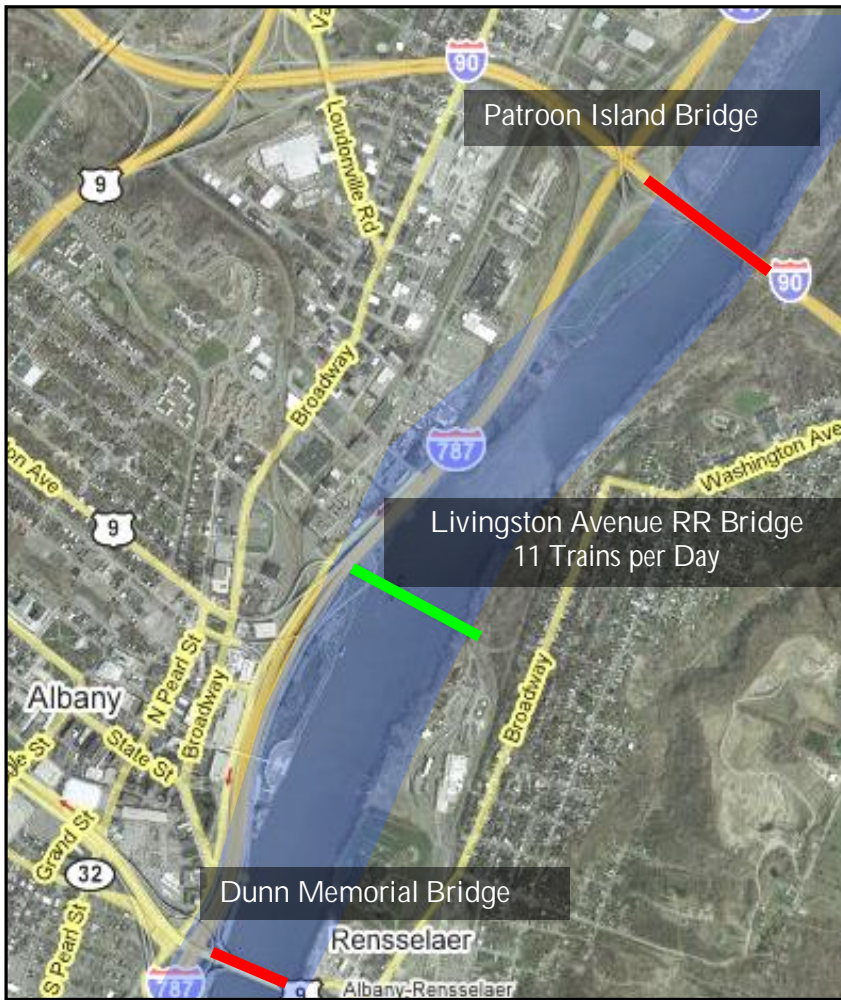 90
Patroon Island Bridge
Loudonville Rd
9
90
Broadway
787
Washington Ave
on Ave
9
Livingston Avenue RR Bridge
11 Trains per Day
N Pearl St
Albany
Broadway
Broadway
State St
Grand St
32
Dunn Memorial Bridge
Rensselaer
S Pearl St
787
9
Albany-Rensselaer